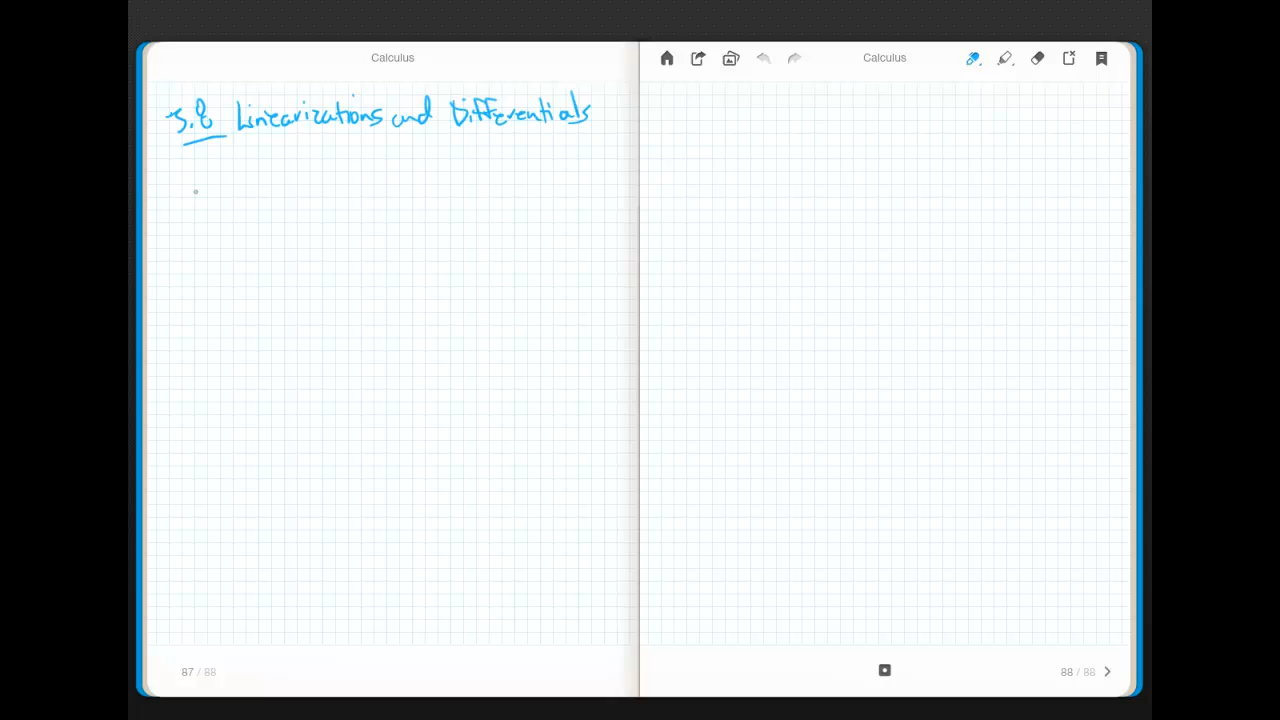 Calculus
Calculus
3.8 Linearizations and Differentials
87 / 88
88 / 88